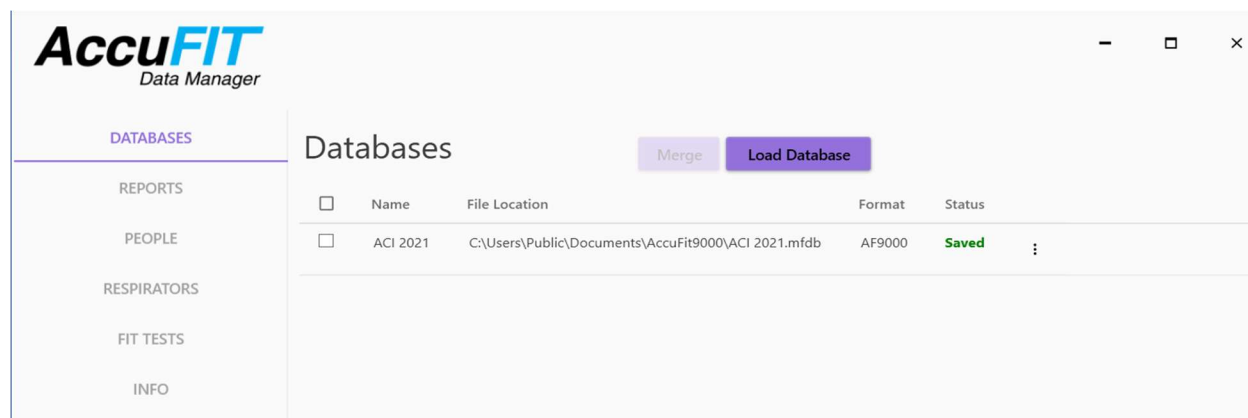 AccuFIT
Data Manager
DATABASES
REPORTS
PEOPLE
RESPIRATORS
FIT TESTS
INFO
Databases
Merge
Load Database
Name File Location Format Status
ACI 2021 C:\Users\Public\Documents\AccuFit9000\ACI 2021.mfdb AF9000 Saved